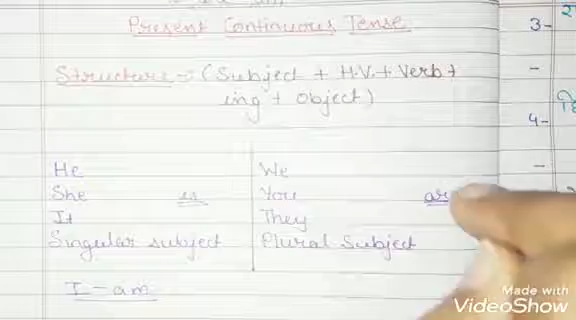 Present Continuous Tense
3-
Structure - (Subject + H.V. + Verb +
ing + Object)
4-
He We
She is You
It They
Singular subject Plural Subject
I - am
Made with
VideoShow